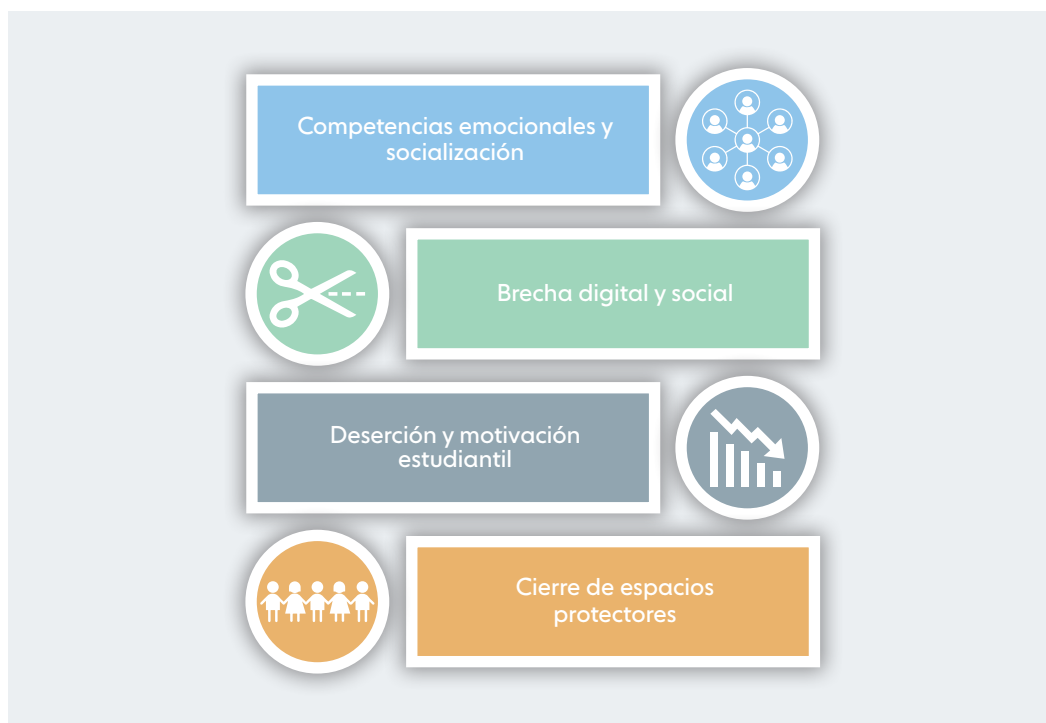 Competencias emocionales y
socialización
Brecha digital y social
Deserción y motivación
estudiantil
Cierre de espacios
protectores